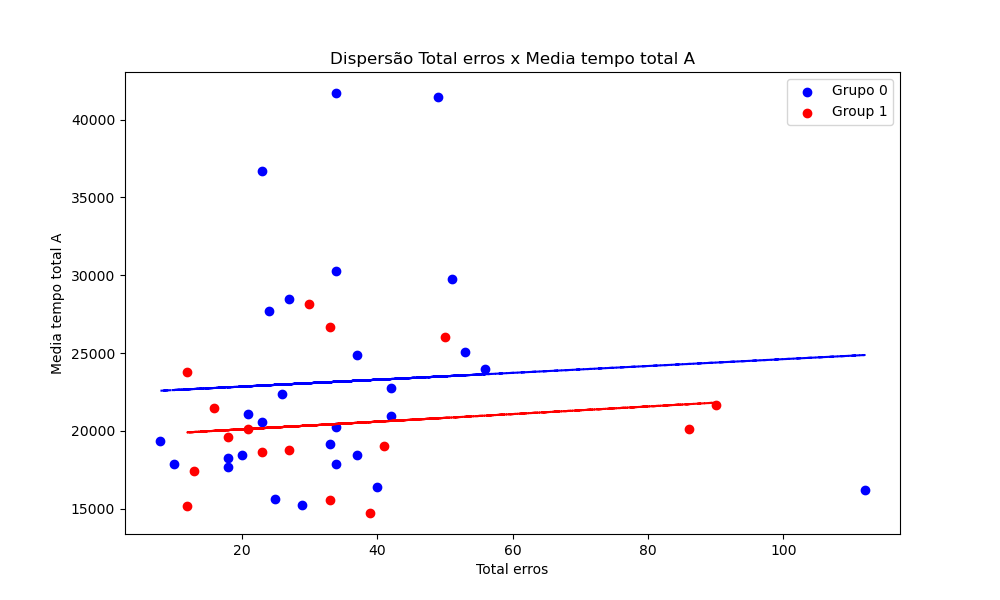 Dispersão Total erros x Media tempo total A
Grupo 0
Group 1
Media tempo total A
40000
35000
30000
25000
20000
15000
20
40
60
80
100
Total erros